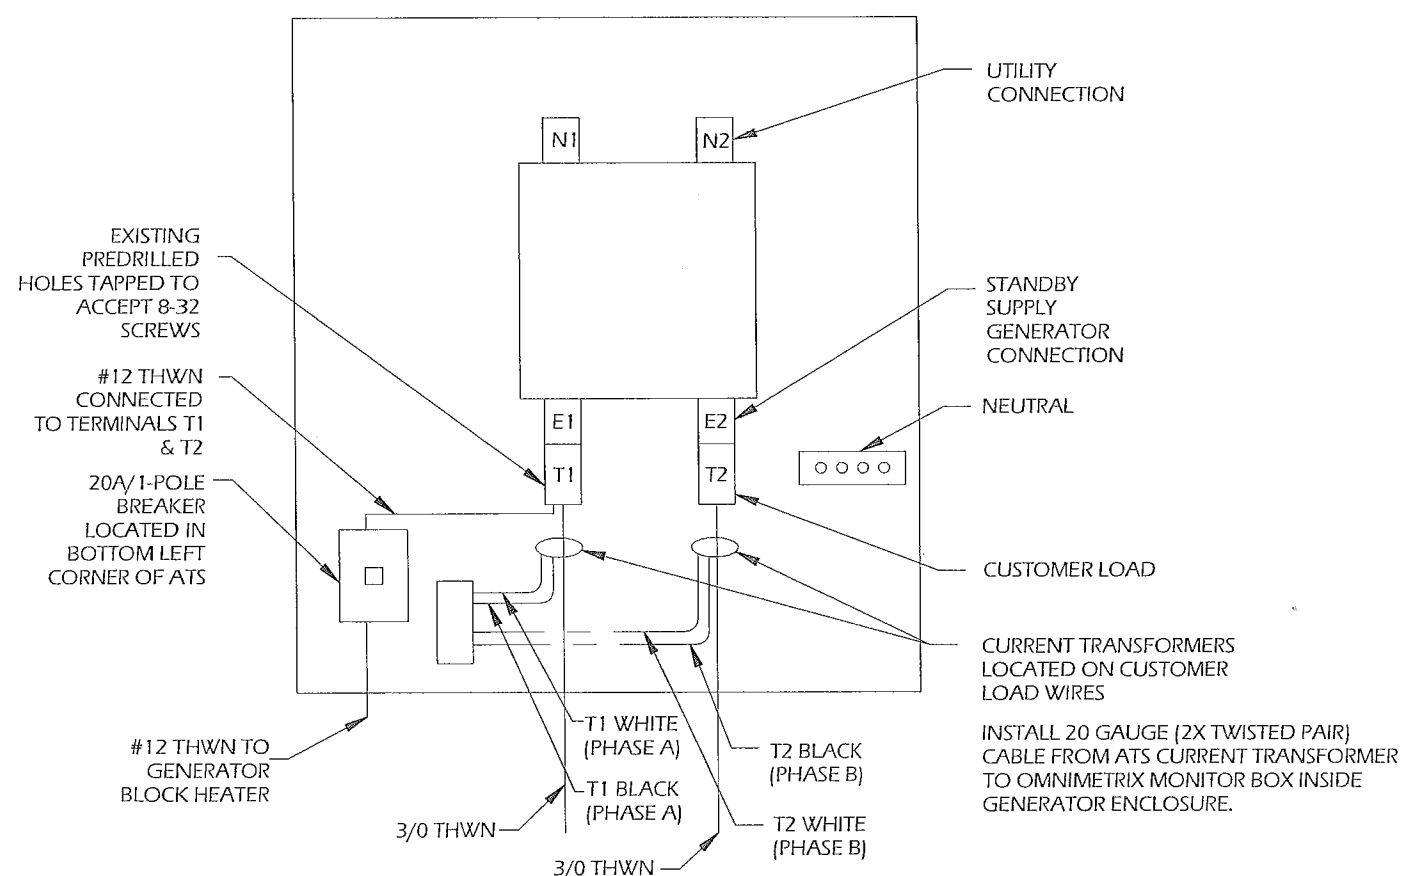 UTILITY
CONNECTION
N1
N2
EXISTING
PREDRILLED
HOLES TAPPED TO
ACCEPT 8-32
SCREWS
STANDBY
SUPPLY
GENERATOR
CONNECTION
#12 THWN
CONNECTED
TO TERMINALS T1
& T2
E1
E2
NEUTRAL
T1
T2
20A/1-POLE
BREAKER
LOCATED IN
BOTTOM LEFT
CORNER OF ATS
CUSTOMER LOAD
CURRENT TRANSFORMERS
LOCATED ON CUSTOMER
LOAD WIRES
INSTALL 20 GAUGE (2X TWISTED PAIR)
CABLE FROM ATS CURRENT TRANSFORMER
TO OMNIMETRIX MONITOR BOX INSIDE
GENERATOR ENCLOSURE.
#12 THWN TO
GENERATOR
BLOCK HEATER
T1 WHITE
(PHASE A)
T1 BLACK
(PHASE A)
T2 BLACK
(PHASE B)
T2 WHITE
(PHASE B)
3/0 THWN
3/0 THWN